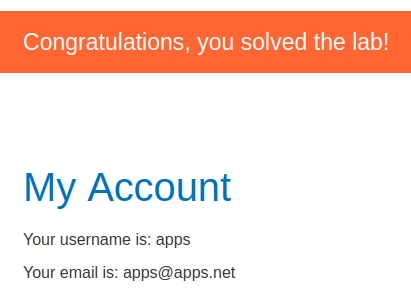 Congratulations, you solved the lab!
My Account
Your username is: apps
Your email is: apps@apps.net